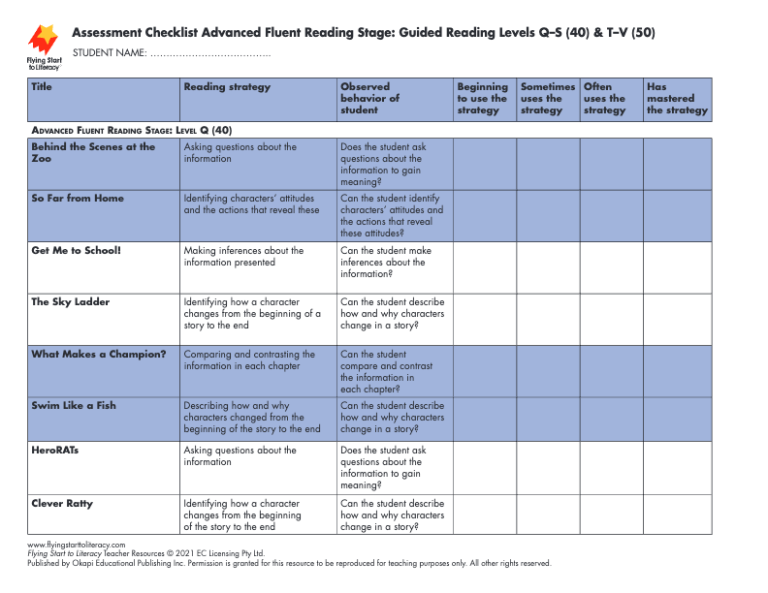 Assessment Checklist Advanced Fluent Reading Stage: Guided Reading Levels Q–S (40) & T–V (50)
STUDENT NAME: ......................................
Flying Start
to Literacy™
Title
Reading strategy
Observed
behavior of
student
Beginning
to use the
strategy
Sometimes
uses the
strategy
Often
uses the
strategy
Has
mastered
the strategy
Advanced Fluent Reading Stage: Level Q (40)
Behind the Scenes at the
Zoo
Asking questions about the
information
Does the student ask
questions about the
information to gain
meaning?
So Far from Home
Identifying characters’ attitudes
and the actions that reveal these
Can the student identify
characters’ attitudes and
the actions that reveal
these attitudes?
Get Me to School!
Making inferences about the
information presented
Can the student make
inferences about the
information?
The Sky Ladder
Identifying how a character
changes from the beginning of a
story to the end
Can the student describe
how and why characters
change in a story?
What Makes a Champion?
Comparing and contrasting the
information in each chapter
Can the student
compare and contrast
the information in
each chapter?
Swim Like a Fish
Describing how and why
characters changed from the
beginning of the story to the end
Can the student describe
how and why characters
change in a story?
HeroRATs
Asking questions about the
information
Does the student ask
questions about the
information to gain
meaning?
Clever Ratty
Identifying how a character
changes from the beginning
of the story to the end
Can the student describe
how and why characters
change in a story?
www.flyingstarttoliteracy.com
Flying Start to Literacy Teacher Resources © 2021 EC Licensing Pty Ltd.
Published by Okapi Educational Publishing Inc. Permission is granted for this resource to be reproduced for teaching purposes only. All other rights reserved.